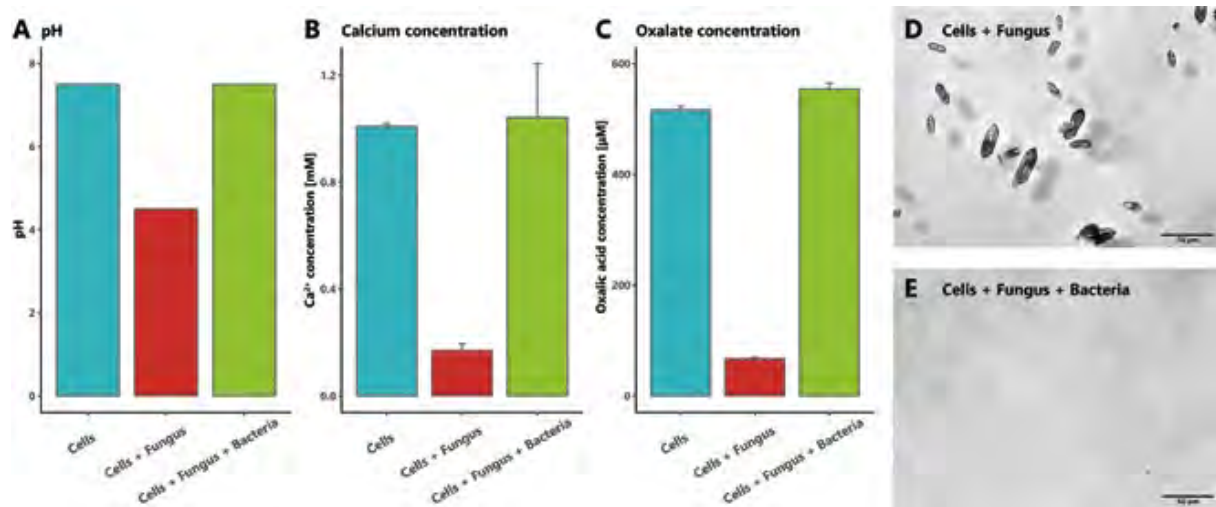 A pH
8
6
4
2
0
pH
Cells
Cells + Fungus
Cells + Fungus + Bacteria
B Calcium concentration
1.2
0.8
0.4
0.0
Ca²⁺ concentration [mM]
Cells
Cells + Fungus
Cells + Fungus + Bacteria
C Oxalate concentration
600
400
200
0
Oxalic acid concentration [µM]
Cells
Cells + Fungus
Cells + Fungus + Bacteria
D Cells + Fungus
E Cells + Fungus + Bacteria